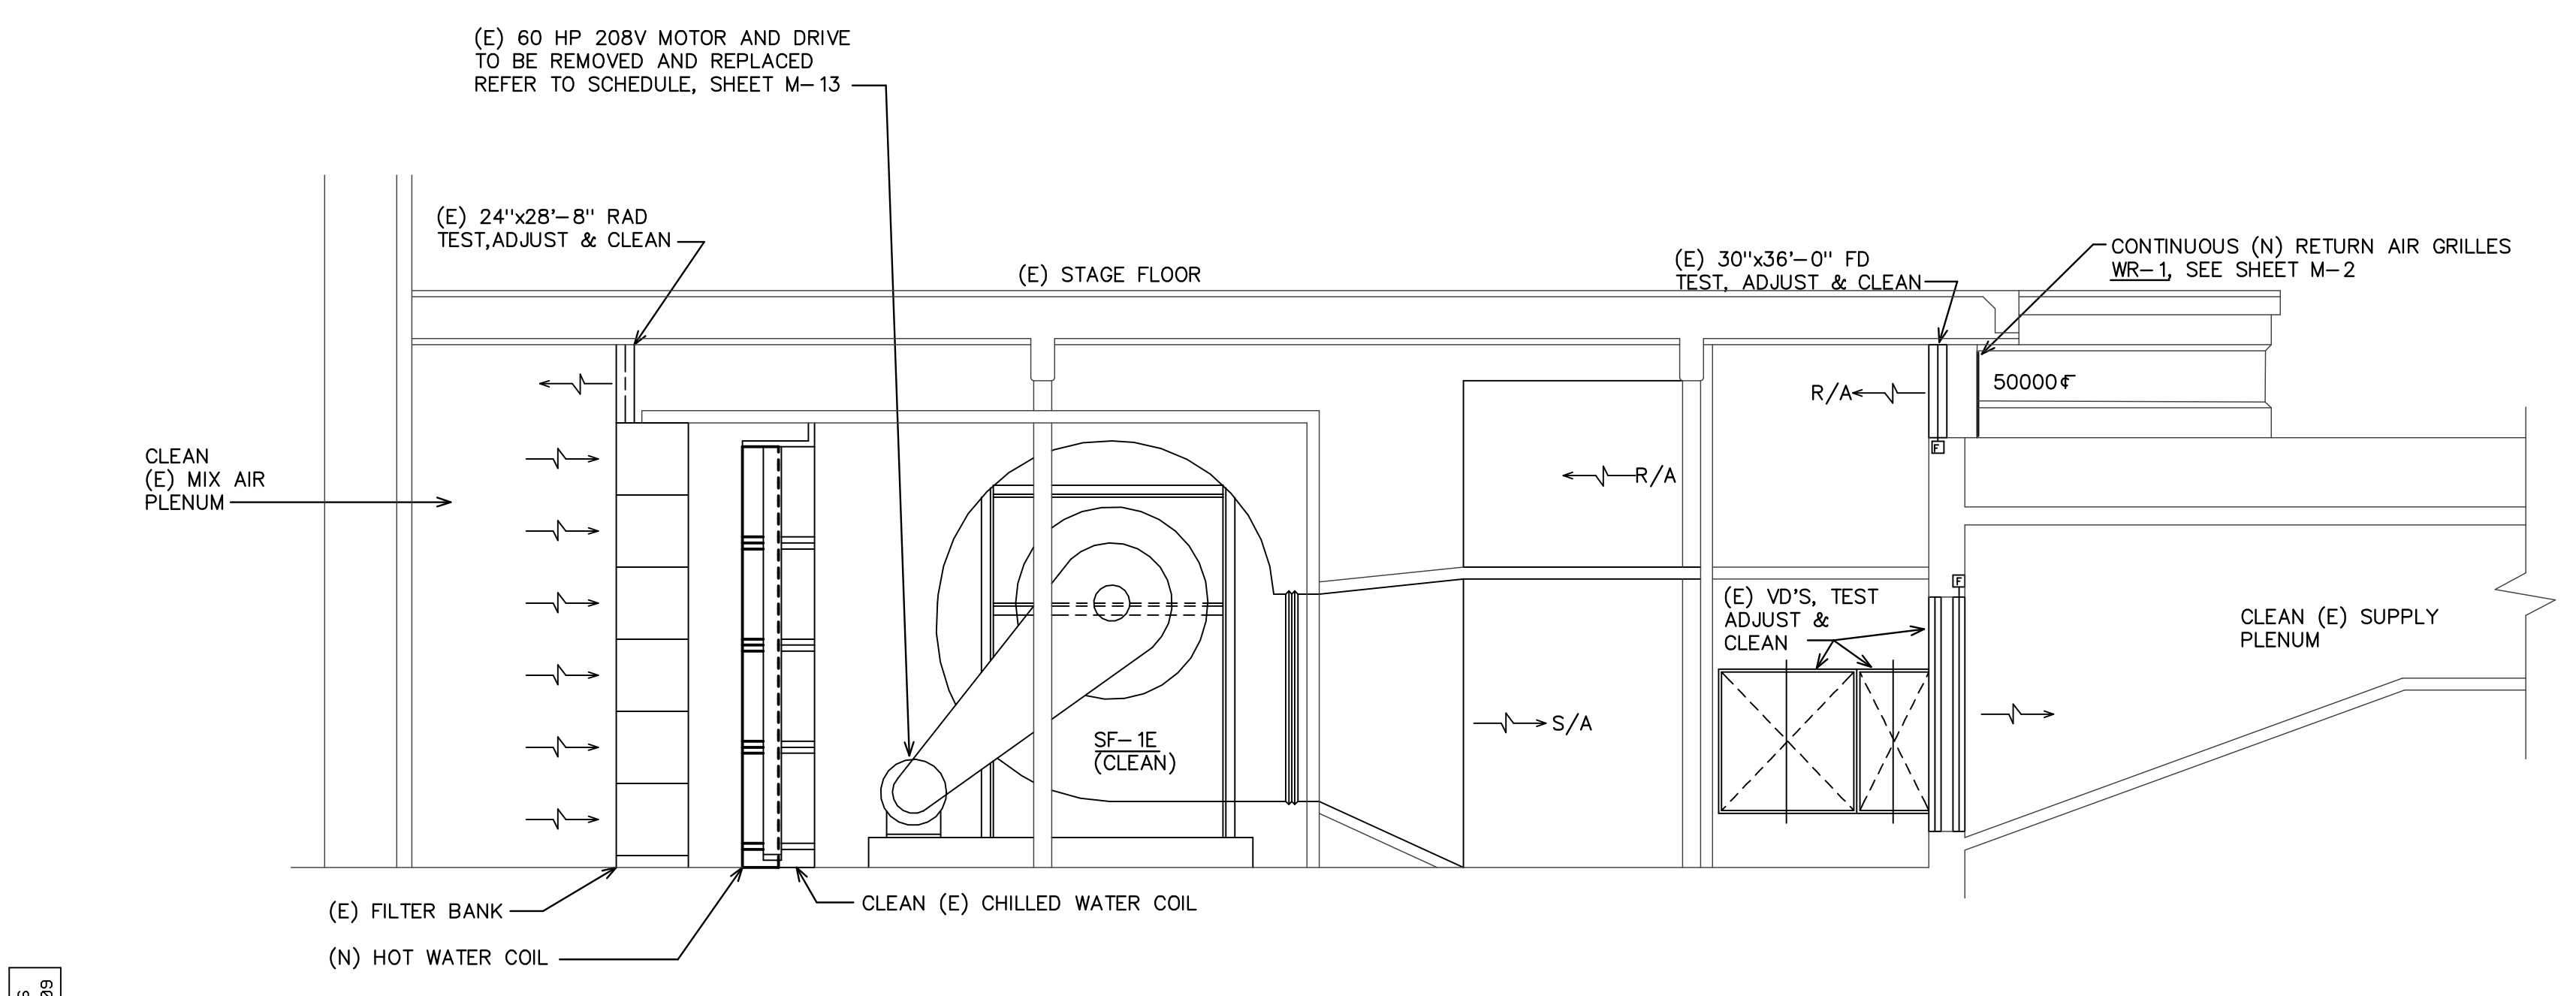 (E) 60 HP 208V MOTOR AND DRIVE
TO BE REMOVED AND REPLACED
REFER TO SCHEDULE, SHEET M-13
(E) 24"x28'-8" RAD
TEST,ADJUST & CLEAN
(E) STAGE FLOOR
(E) 30"x36'-0" FD
TEST, ADJUST & CLEAN
CONTINUOUS (N) RETURN AIR GRILLES
WR-1, SEE SHEET M-2
R/A
50000
F
CLEAN
(E) MIX AIR
PLENUM
R/A
F
(E) VD'S, TEST
ADJUST &
CLEAN
CLEAN (E) SUPPLY
PLENUM
S/A
SF-1E
(CLEAN)
(E) FILTER BANK
CLEAN (E) CHILLED WATER COIL
(N) HOT WATER COIL